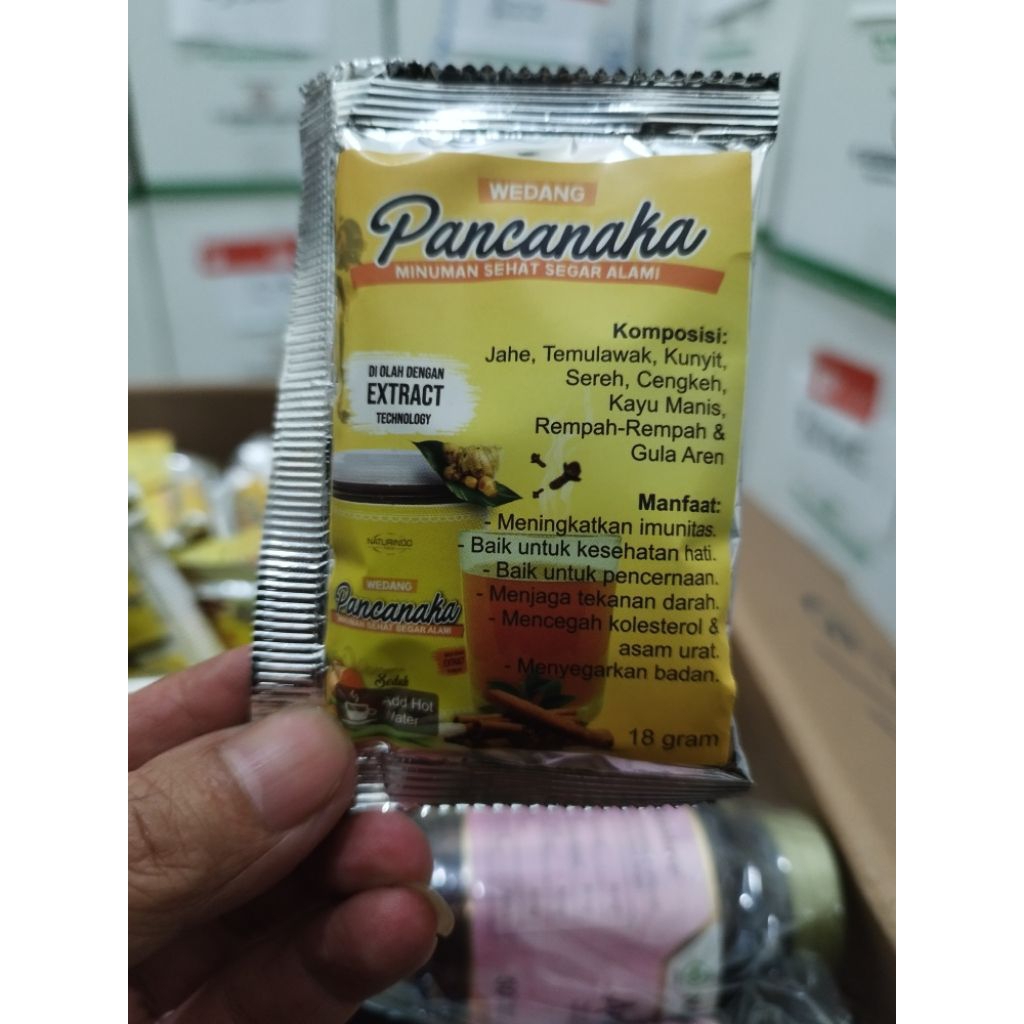 WEDANG
Pancanaka
MINUMAN SEHAT SEGAR ALAMI
Komposisi:
Jahe, Temulawak, Kunyit,
Sereh, Cengkeh,
Kayu Manis,
Rempah-Rempah &
Gula Aren
DI OLAH DENGAN
EXTRACT
TECHNOLOGY
Manfaat:
- Meningkatkan imunitas.
- Baik untuk kesehatan hati.
- Baik untuk pencernaan.
- Menjaga tekanan darah.
- Mencegah kolesterol &
asam urat.
- Menyegarkan badan.
NATURINDO
WEDANG
Pancanaka
MINUMAN SEHAT SEGAR ALAMI
EXTRACT
Seduh
Add Hot
Water
18 gram